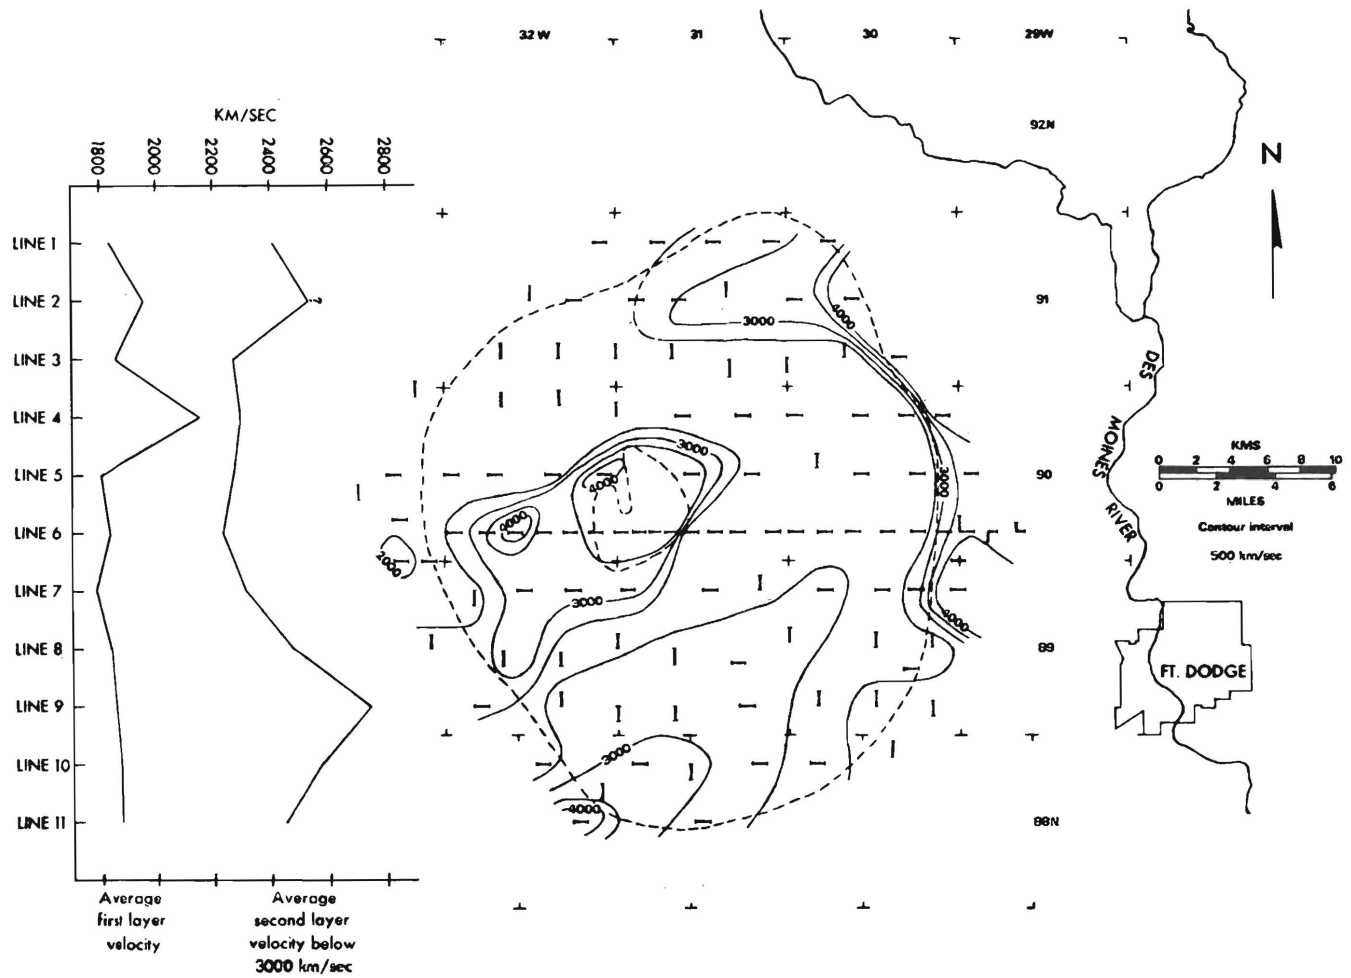 32 W 31 30 29W
KM/SEC
1800 2000 2200 2400 2600 2800
92N
N
LINE 1
LINE 2
LINE 3
LINE 4
LINE 5
LINE 6
LINE 7
LINE 8
LINE 9
LINE 10
LINE 11
?
91
4000
3000
DES
MOINES
RIVER
3000
4000
3000
90
KMS
0 2 4 6 8 10
0 2 4 6
MILES
Contour interval
500 km/sec
4000
2000
3000
4000
89
FT. DODGE
3000
4000
88N
Average
first layer
velocity
Average
second layer
velocity below
3000 km/sec